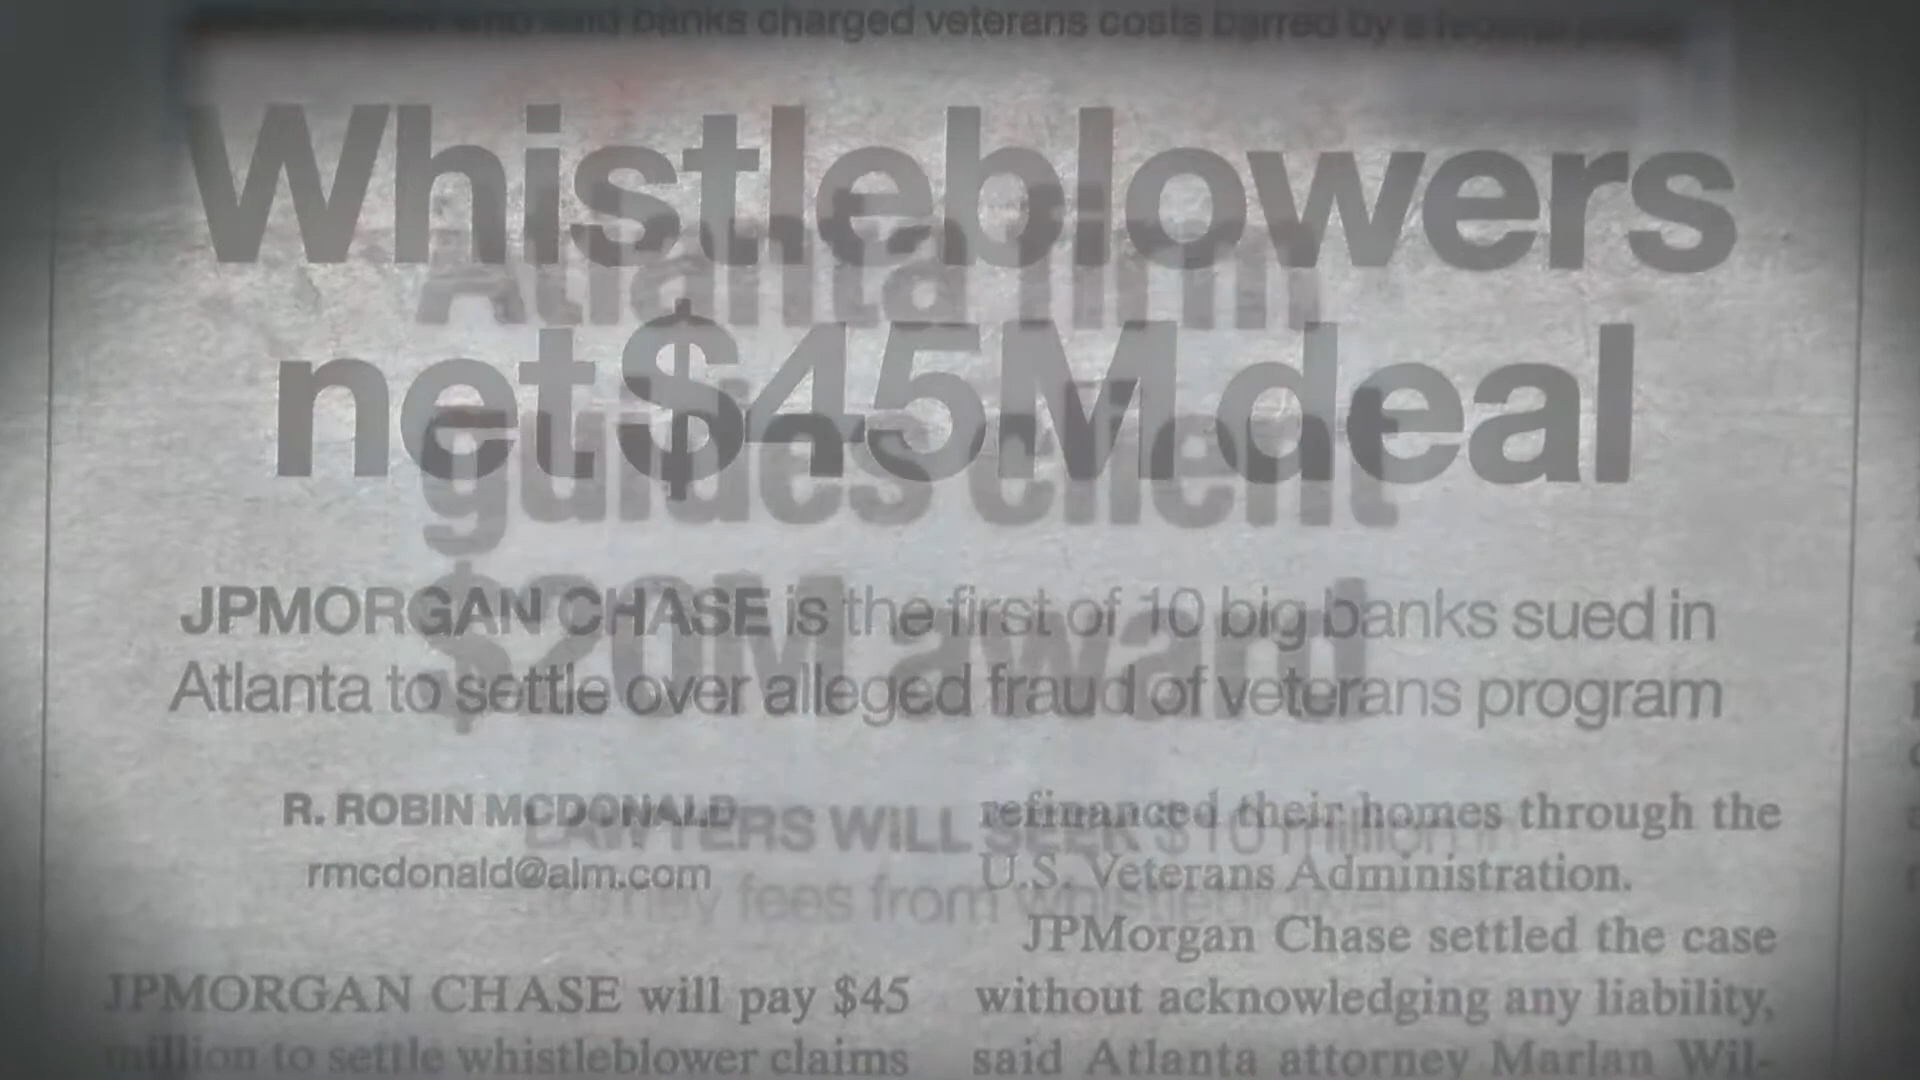 who said banks charged veterans costs barred by a federal
Whistleblowers
net $45M deal
Atlanta firm
guides client
$20M award
JPMORGAN CHASE is the first of 10 big banks sued in
Atlanta to settle over alleged fraud of veterans program
R. ROBIN MCDONALD
rmcdonald@alm.com
LAWYERS WILL SEEK $10 million in
fees from whistleblower
JPMORGAN CHASE will pay $45
million to settle whistleblower claims
refinanced their homes through the
U.S. Veterans Administration.
JPMorgan Chase settled the case
without acknowledging any liability,
said Atlanta attorney Marlan Wil-